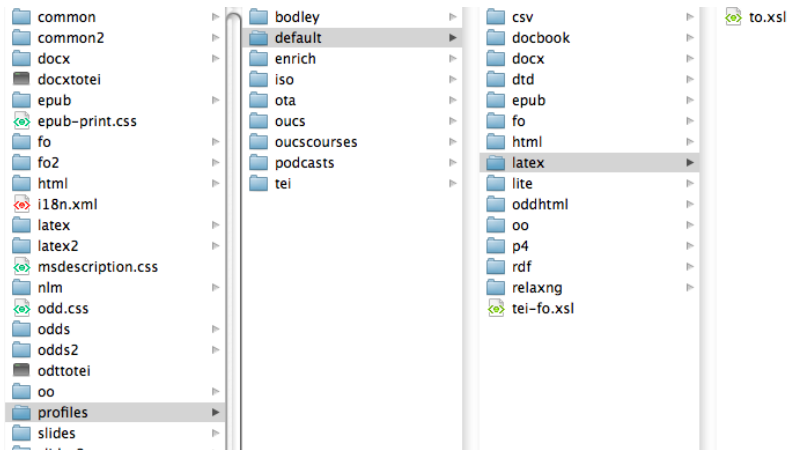 common
common2
docx
docxtotei
epub
epub-print.css
fo
fo2
html
i18n.xml
latex
latex2
msdescription.css
nlm
odd.css
odds
odds2
odttotei
oo
profiles
slides
bodley
default
enrich
iso
ota
oucs
oucscourses
podcasts
tei
csv
docbook
docx
dtd
epub
fo
html
latex
lite
oddhtml
oo
p4
rdf
relaxng
tei-fo.xsl
to.xsl